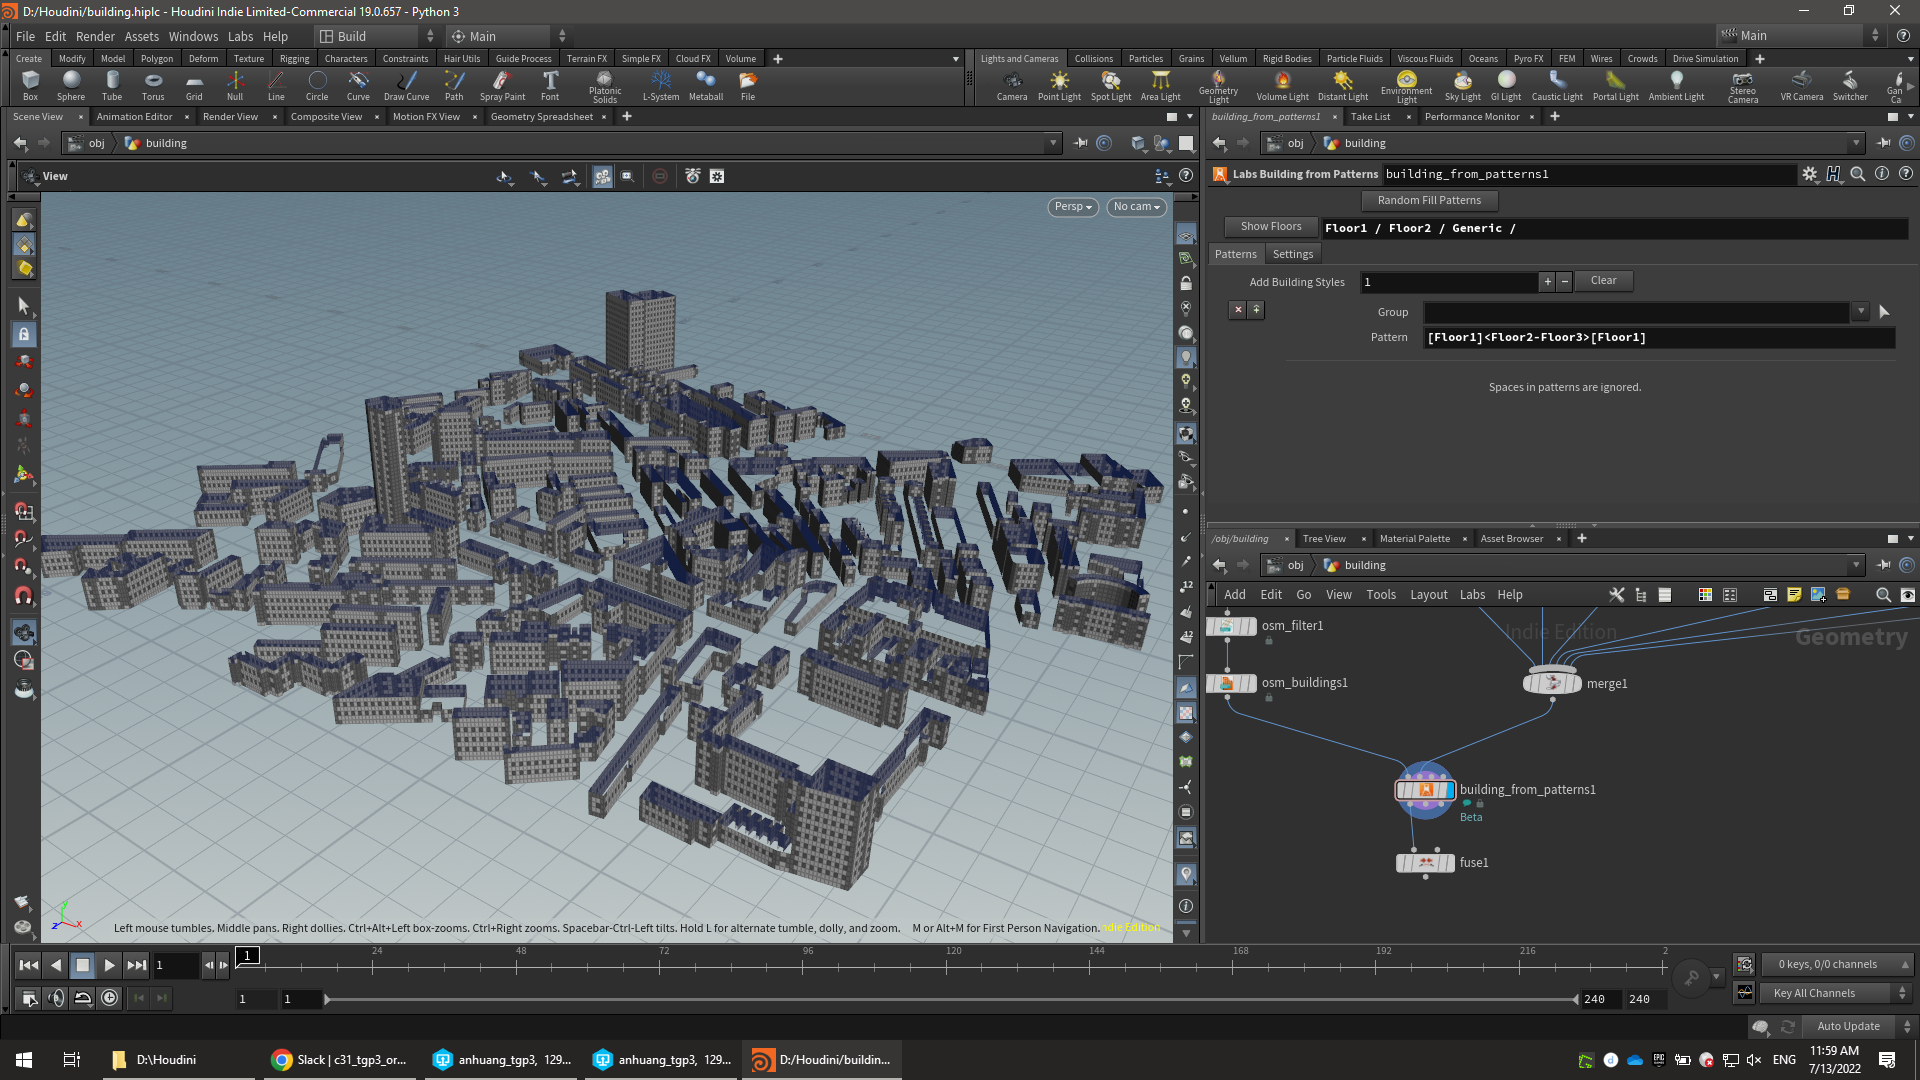 D:/Houdini/building.hiplc - Houdini Indie Limited-Commercial 19.0.657 - Python 3
File Edit Render Assets Windows Labs Help Build Main Main
Create Modify Model Polygon Deform Texture Rigging Characters Constraints Hair Utils Guide Process Terrain FX Simple FX Cloud FX Volume
Lights and Cameras Collisions Particles Grains Vellum Rigid Bodies Particle Fluids Viscous Fluids Oceans Pyro FX FEM Wires Crowds Drive Simulation
Box Sphere Tube Torus Grid Null Line Circle Curve Draw Curve Path Spray Paint Font Platonic Solids L-System Metaball File
Camera Point Light Spot Light Area Light Geometry Light Volume Light Distant Light Environment Light Sky Light GI Light Caustic Light Portal Light Ambient Light Stereo Camera VR Camera Switcher Gan Ca
Scene View Animation Editor Render View Composite View Motion FX View Geometry Spreadsheet
building_from_patterns1 Take List Performance Monitor
obj building
obj building
View
Labs Building from Patterns building_from_patterns1
Random Fill Patterns
Persp No cam
Show Floors Floor1 / Floor2 / Generic /
Patterns Settings
Add Building Styles 1 Clear
Group
Pattern [Floor1]<Floor2-Floor3>[Floor1]
Spaces in patterns are ignored.
/obj/building Tree View Material Palette Asset Browser
obj building
Add Edit Go View Tools Layout Labs Help
Indie Edition
Geometry
osm_filter1
osm_buildings1
merge1
building_from_patterns1
Beta
fuse1
Left mouse tumbles. Middle pans. Right dollies. Ctrl+Alt+Left box-zooms. Ctrl+Right zooms. Spacebar-Ctrl-Left tilts. Hold L for alternate tumble, dolly, and zoom. M or Alt+M for First Person Navigation.
Indie Edition
y z x
12
12
1 1 24 48 72 96 120 144 168 192 216 2
0 keys, 0/0 channels
1 1 240 240
Key All Channels
Auto Update
D:\Houdini
Slack | c31_tgp3_or...
anhuang_tgp3, 129...
anhuang_tgp3, 129...
D:/Houdini/buildin...
ENG
11:59 AM
7/13/2022